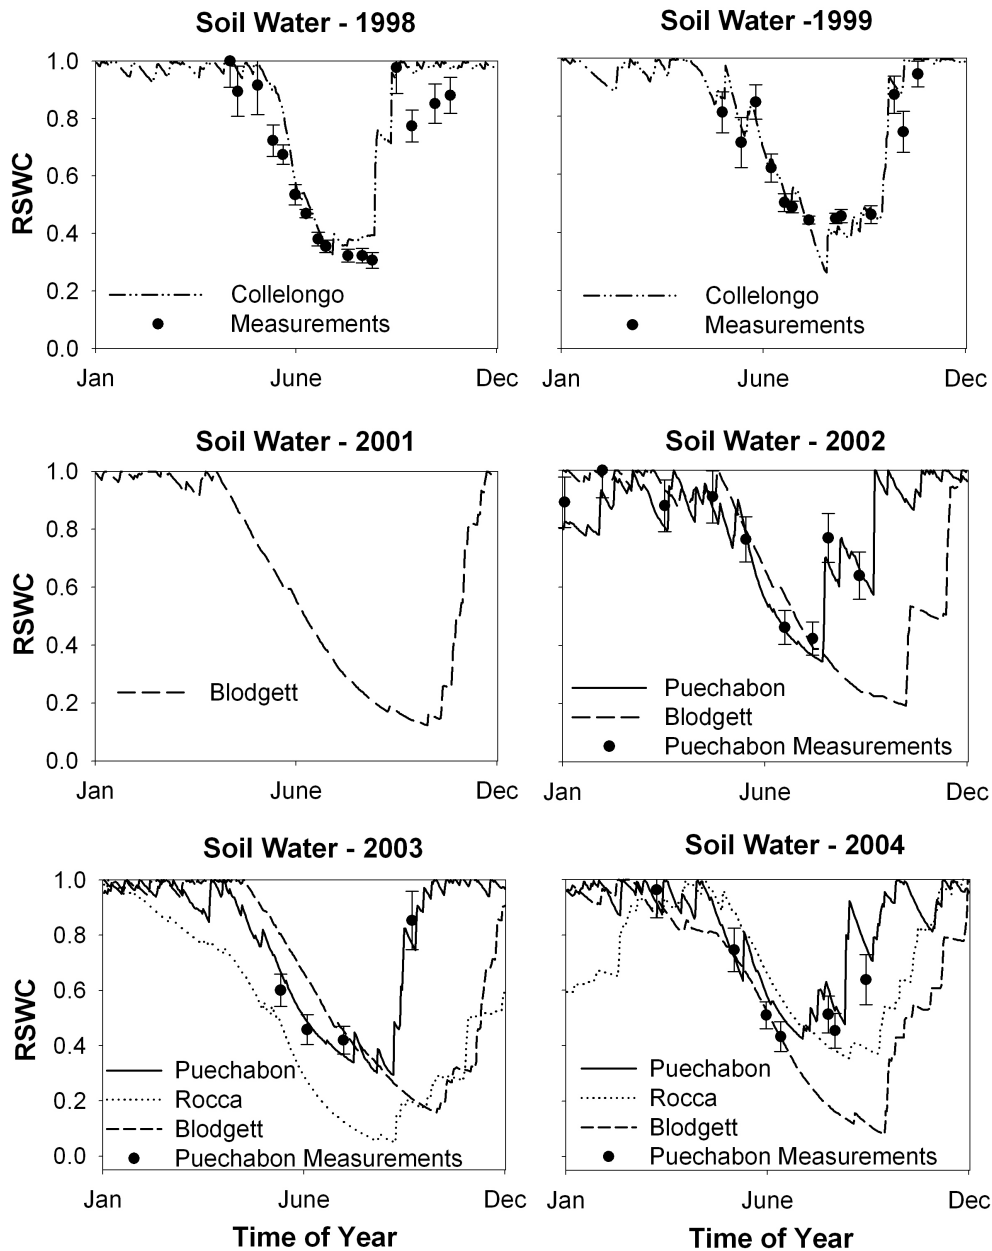 Soil Water - 1998
RSWC
1.0
0.8
0.6
0.4
0.2
0.0
Collelongo
Measurements
Jan June Dec
Soil Water -1999
Collelongo
Measurements
Jan June Dec
Soil Water - 2001
RSWC
1.0
0.8
0.6
0.4
0.2
0.0
Blodgett
Jan June Dec
Soil Water - 2002
Puechabon
Blodgett
Puechabon Measurements
Jan June Dec
Soil Water - 2003
RSWC
1.0
0.8
0.6
0.4
0.2
0.0
Puechabon
Rocca
Blodgett
Puechabon Measurements
Jan June Dec
Time of Year
Soil Water - 2004
Puechabon
Rocca
Blodgett
Puechabon Measurements
Jan June Dec
Time of Year